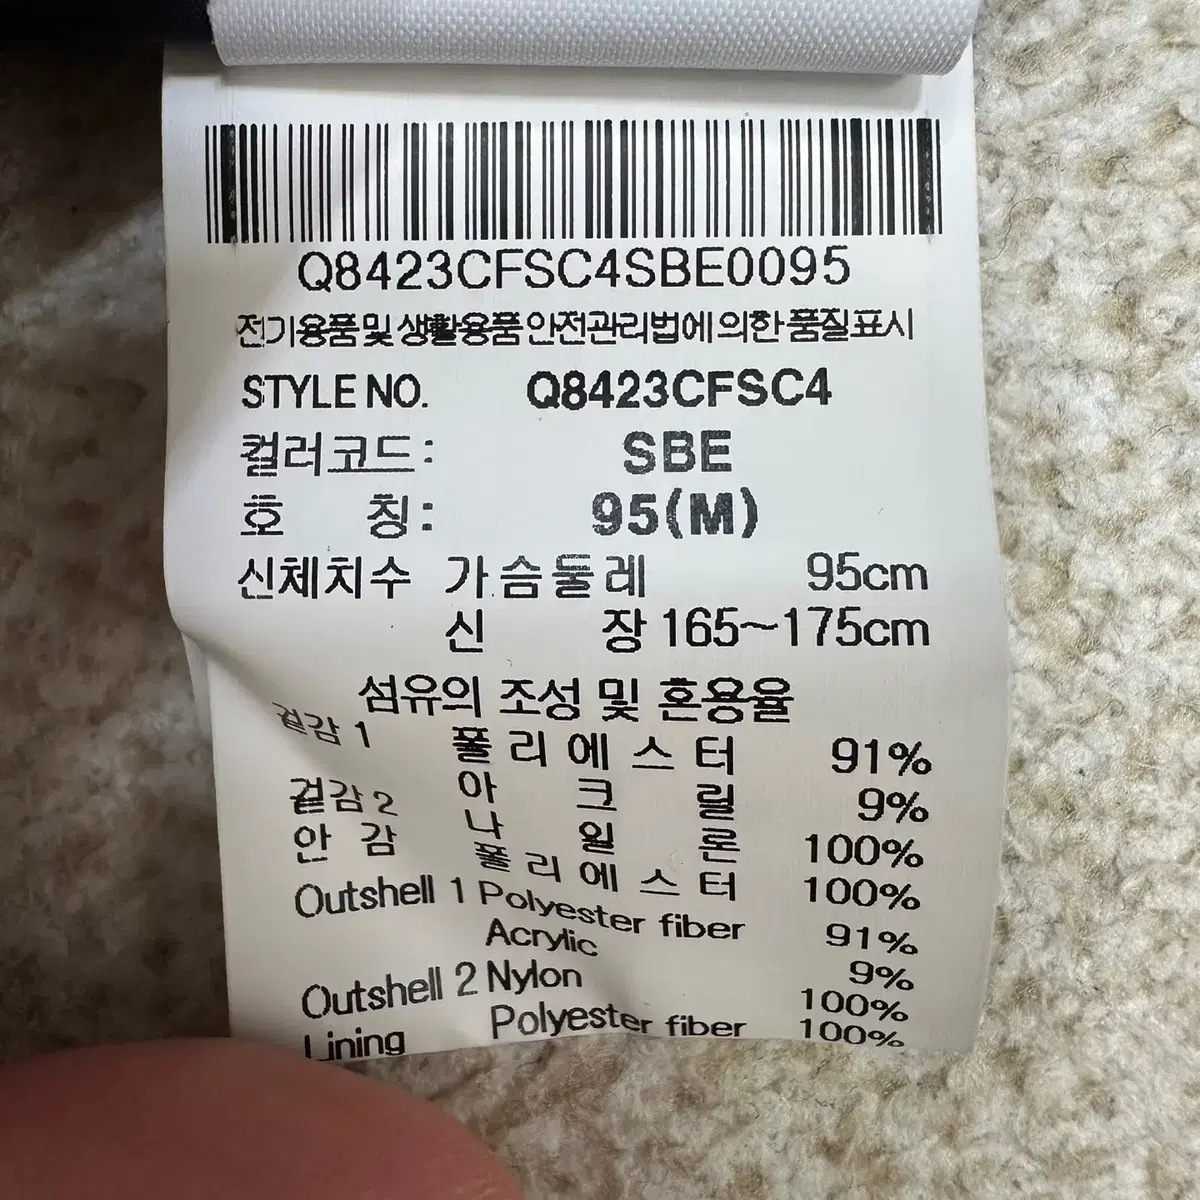 Q8423CFSC4SBE0095
전기용품 및 생활용품 안전관리법에 의한 품질표시
STYLE NO. Q8423CFSC4
컬러코드: SBE
호 칭: 95(M)
신체치수 가슴둘레 95cm
신 장 165~175cm
섬유의 조성 및 혼용율
겉감 1 폴리에스터 91%
아크릴 9%
겉감 2 나일론 100%
안 감 폴리에스터 100%
Outshell 1 Polyester fiber 91%
Acrylic 9%
Outshell 2 Nylon 100%
Lining Polyester fiber 100%